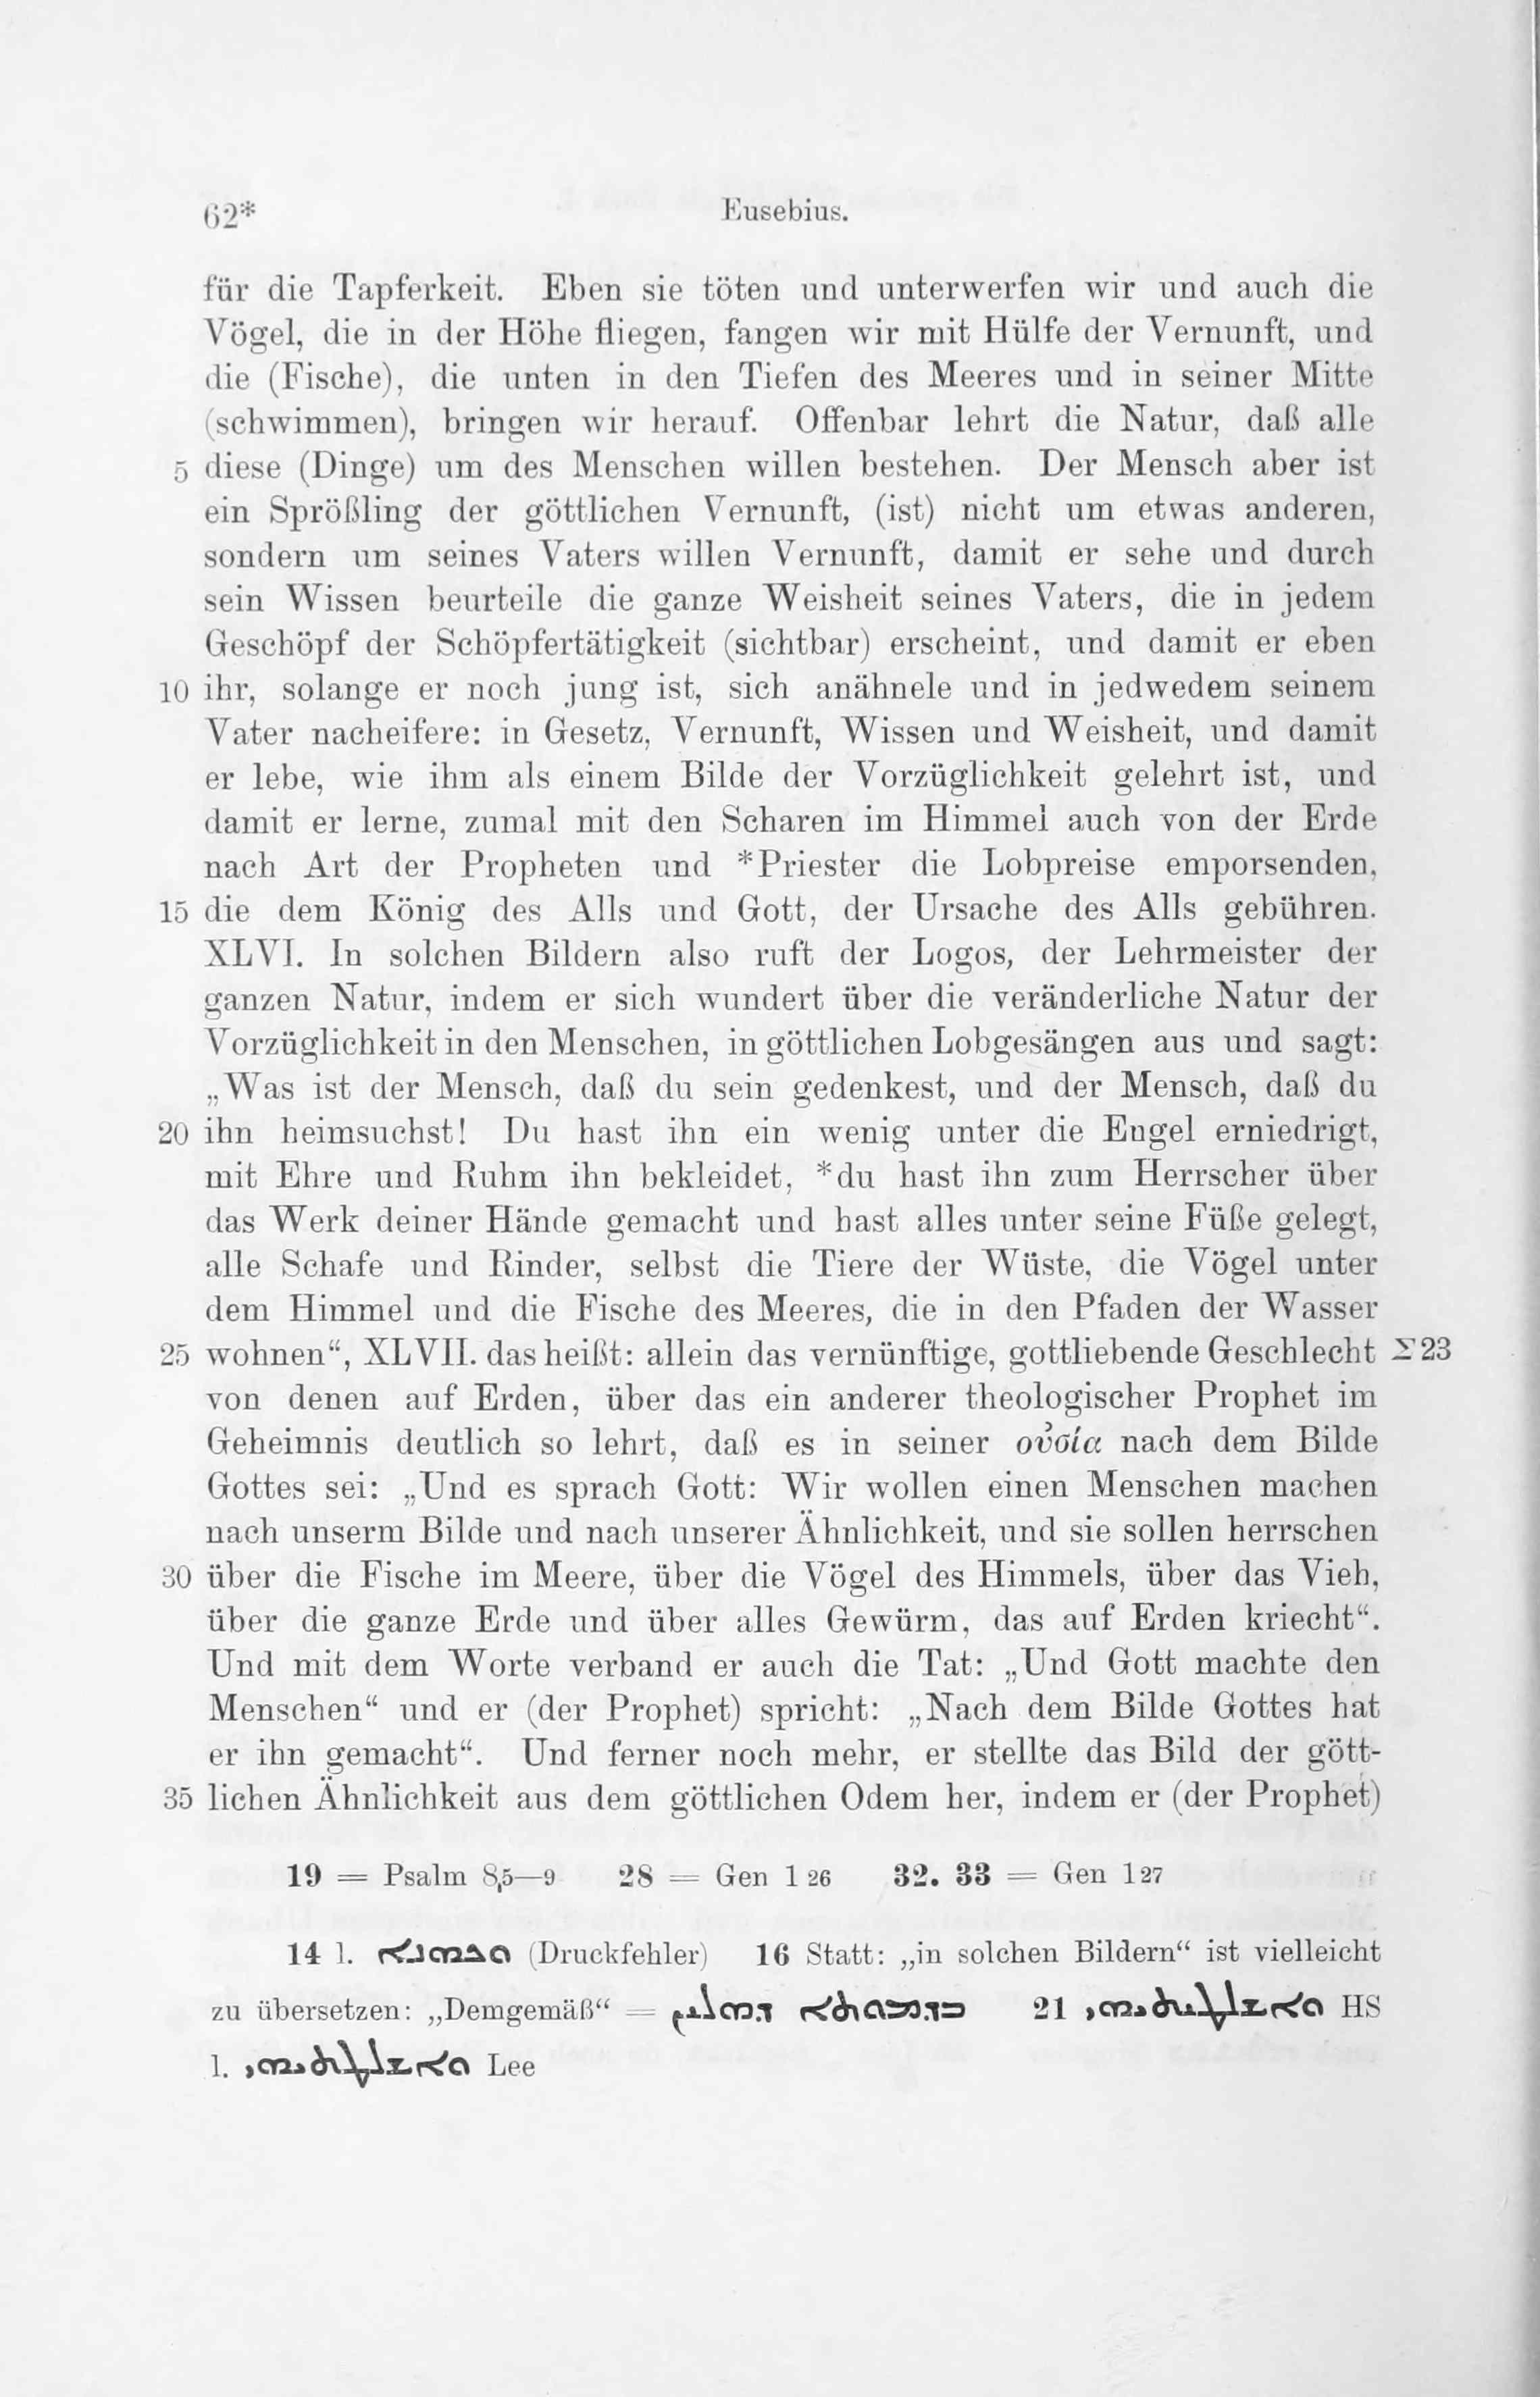 62* Eusebius.
für die Tapferkeit. Eben sie töten und unterwerfen wir und auch die
Vögel, die in der Höhe fliegen, fangen wir mit Hülfe der Vernunft, und
die (Fische), die unten in den Tiefen des Meeres und in seiner Mitte
(schwimmen), bringen wir herauf. Offenbar lehrt die Natur, daß alle
5 diese (Dinge) um des Menschen willen bestehen. Der Mensch aber ist
ein Sprößling der göttlichen Vernunft, (ist) nicht um etwas anderen,
sondern um seines Vaters willen Vernunft, damit er sehe und durch
sein Wissen beurteile die ganze Weisheit seines Vaters, die in jedem
Geschöpf der Schöpfertätigkeit (sichtbar) erscheint, und damit er eben
10 ihr, solange er noch jung ist, sich anähnele und in jedwedem seinem
Vater nacheifere: in Gesetz, Vernunft, Wissen und Weisheit, und damit
er lebe, wie ihm als einem Bilde der Vorzüglichkeit gelehrt ist, und
damit er lerne, zumal mit den Scharen im Himmel auch von der Erde
nach Art der Propheten und *Priester die Lobpreise emporsenden,
15 die dem König des Alls und Gott, der Ursache des Alls gebühren.
XLVI. In solchen Bildern also ruft der Logos, der Lehrmeister der
ganzen Natur, indem er sich wundert über die veränderliche Natur der
Vorzüglichkeit in den Menschen, in göttlichen Lobgesängen aus und sagt:
„Was ist der Mensch, daß du sein gedenkest, und der Mensch, daß du
20 ihn heimsuchst! Du hast ihn ein wenig unter die Engel erniedrigt,
mit Ehre und Ruhm ihn bekleidet, *du hast ihn zum Herrscher über
das Werk deiner Hände gemacht und hast alles unter seine Füße gelegt,
alle Schafe und Rinder, selbst die Tiere der Wüste, die Vögel unter
dem Himmel und die Fische des Meeres, die in den Pfaden der Wasser
25 wohnen“, XLVII. das heißt: allein das vernünftige, gottliebende Geschlecht Σ 23
von denen auf Erden, über das ein anderer theologischer Prophet im
Geheimnis deutlich so lehrt, daß es in seiner οὐσία nach dem Bilde
Gottes sei: „Und es sprach Gott: Wir wollen einen Menschen machen
nach unserm Bilde und nach unserer Ähnlichkeit, und sie sollen herrschen
30 über die Fische im Meere, über die Vögel des Himmels, über das Vieh,
über die ganze Erde und über alles Gewürm, das auf Erden kriecht“.
Und mit dem Worte verband er auch die Tat: „Und Gott machte den
Menschen“ und er (der Prophet) spricht: „Nach dem Bilde Gottes hat
er ihn gemacht“. Und ferner noch mehr, er stellte das Bild der gött-
35 lichen Ähnlichkeit aus dem göttlichen Odem her, indem er (der Prophet)
19 = Psalm 8,5—9 28 = Gen 1 26 32. 33 = Gen 1 27
14 l. ܘܟܗܢܐ (Druckfehler) 16 Statt: „in solchen Bildern“ ist vielleicht
zu übersetzen: „Demgemäß“ = ܒܕܡܘܬܐ ܕܗܠܝܢ 21 ܘܐܫܠܛܝܬܝܗܝ HS
l. ܘܐܫܠܛܬܝܗܝ Lee